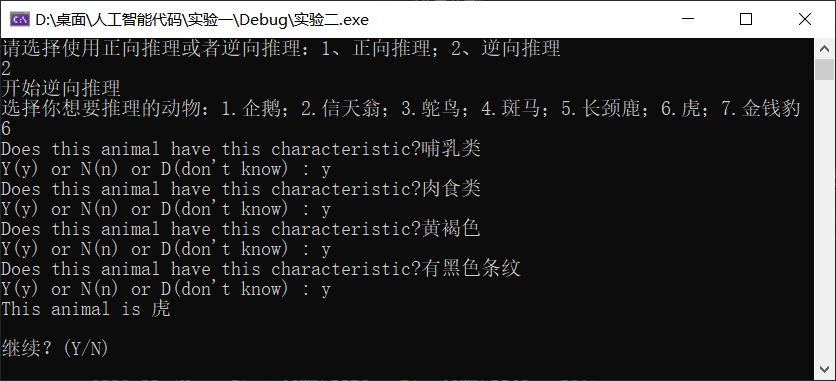 D:\桌面\人工智能代码\实验一\Debug\实验二.exe
请选择使用正向推理或者逆向推理：1、正向推理；2、逆向推理
2
开始逆向推理
选择你想要推理的动物：1.企鹅；2.信天翁；3.鸵鸟；4.斑马；5.长颈鹿；6.虎；7.金钱豹
6
Does this animal have this characteristic?哺乳类
Y(y) or N(n) or D(don't know) : y
Does this animal have this characteristic?肉食类
Y(y) or N(n) or D(don't know) : y
Does this animal have this characteristic?黄褐色
Y(y) or N(n) or D(don't know) : y
Does this animal have this characteristic?有黑色条纹
Y(y) or N(n) or D(don't know) : y
This animal is 虎
继续？(Y/N)